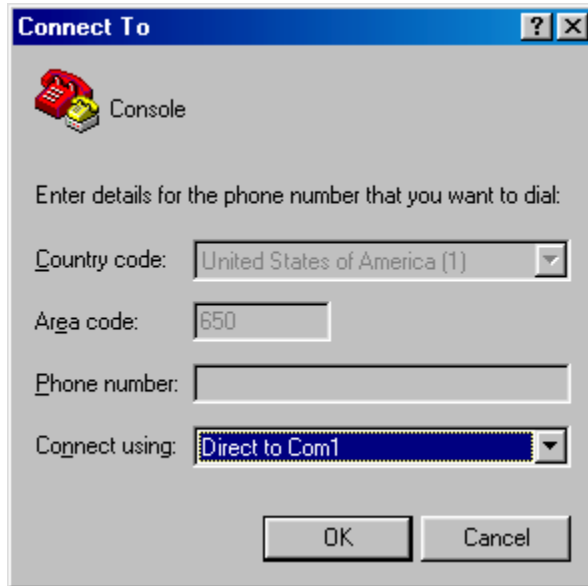 Connect To
Console
Enter details for the phone number that you want to dial:
Country code: United States of America (1)
Area code: 650
Phone number:
Connect using: Direct to Com1
OK Cancel